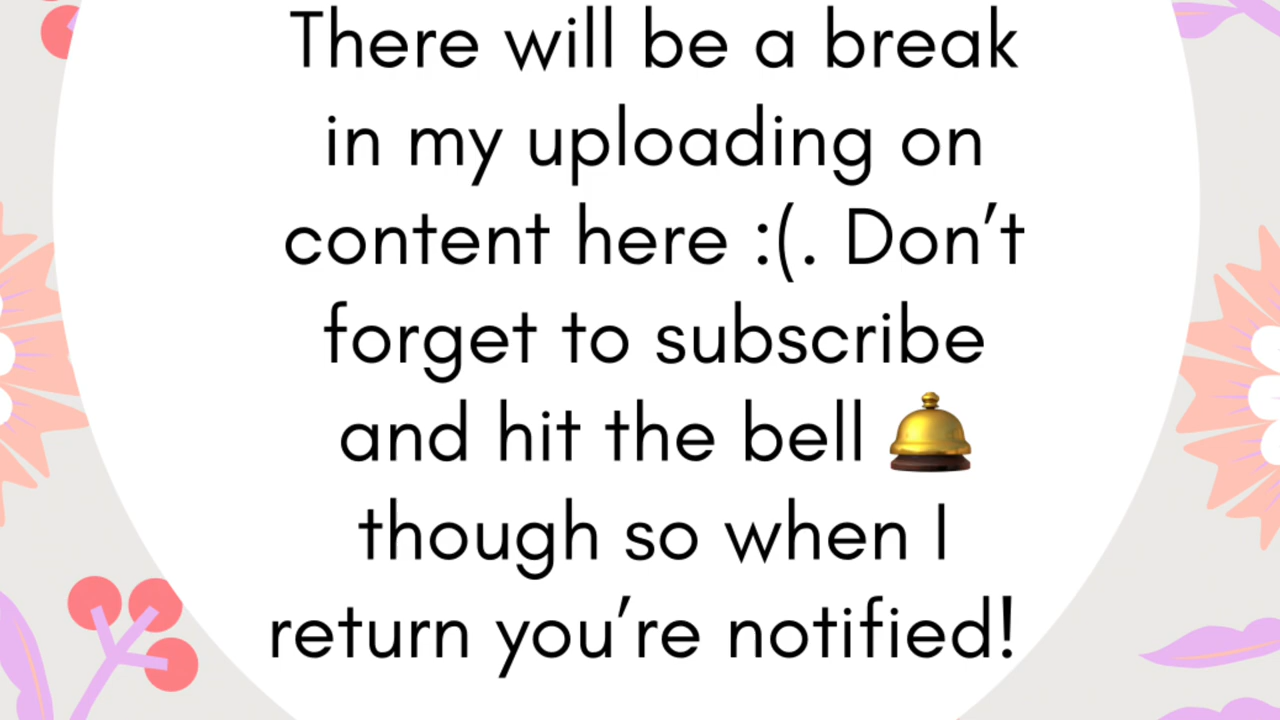 There will be a break
in my uploading on
content here :(. Don’t
forget to subscribe
and hit the bell 🛎️
though so when I
return you’re notified!